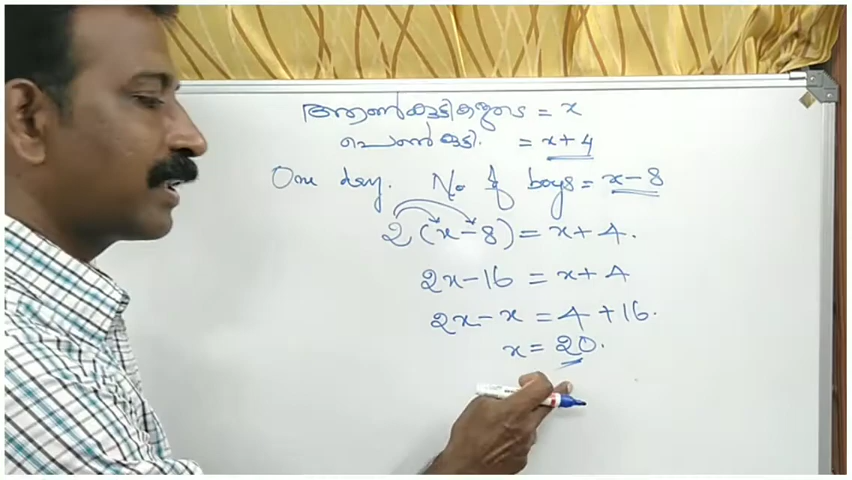 ആൺകുട്ടികളുടെ = x
പെൺകുട്ടി. = x + 4
One day. No of boys = x - 8
2 (x - 8) = x + 4.
2x - 16 = x + 4
2x - x = 4 + 16.
x = 20.